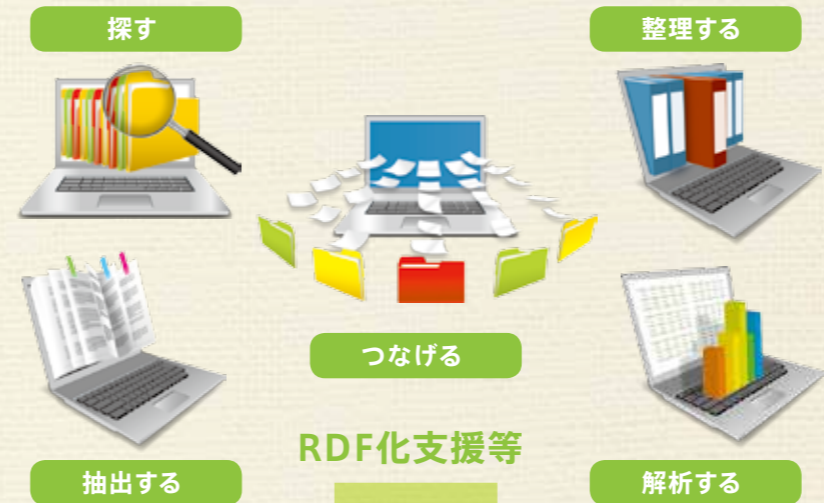 探す
整理する
つなげる
RDF化支援等
抽出する
解析する